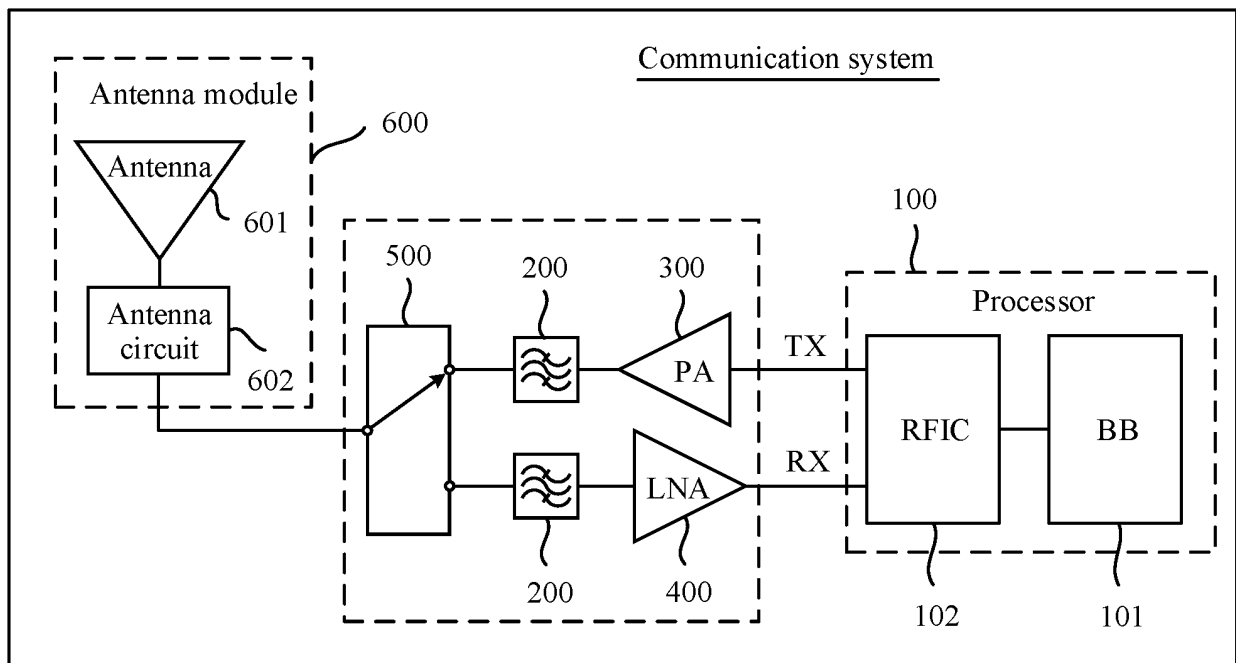 Communication system
Antenna module
600
Antenna
601
Antenna
circuit
602
500
200
300
PA
TX
LNA
RX
200
400
100
Processor
RFIC
BB
102
101